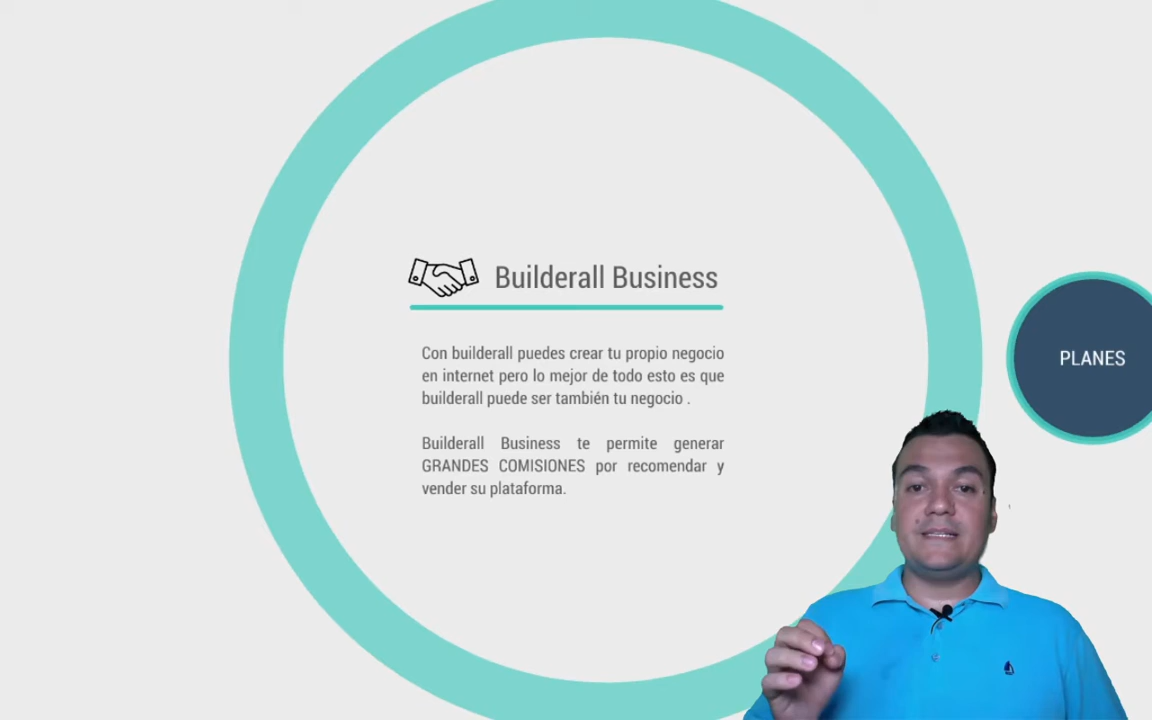 Builderall Business
Con builderall puedes crear tu propio negocio
en internet pero lo mejor de todo esto es que
builderall puede ser también tu negocio .
Builderall Business te permite generar
GRANDES COMISIONES por recomendar y
vender su plataforma.
PLANES